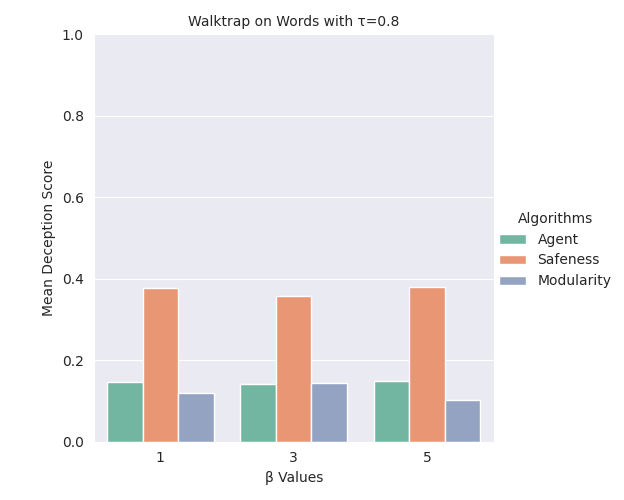 Walktrap on Words with τ=0.8
1.0
0.8
0.6
0.4
0.2
0.0
Mean Deception Score
1 3 5
β Values
Algorithms
Agent
Safeness
Modularity